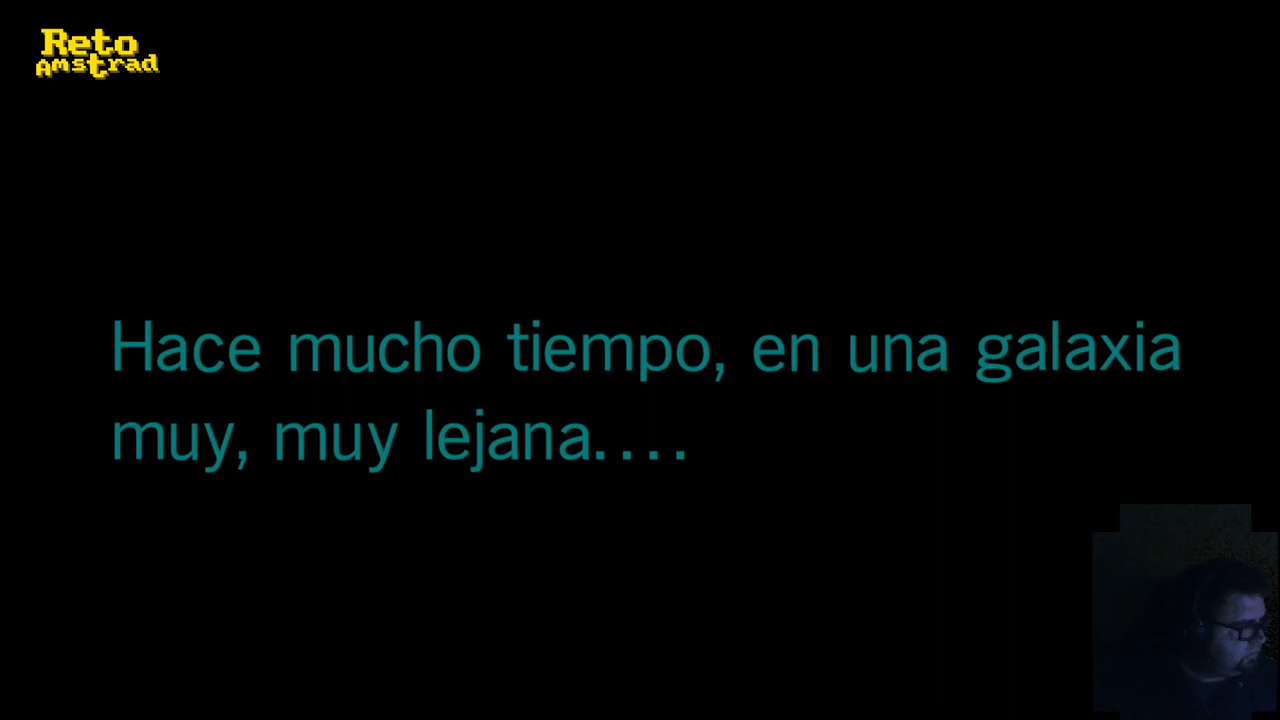 Reto
Amstrad
Hace mucho tiempo, en una galaxia
muy, muy lejana....